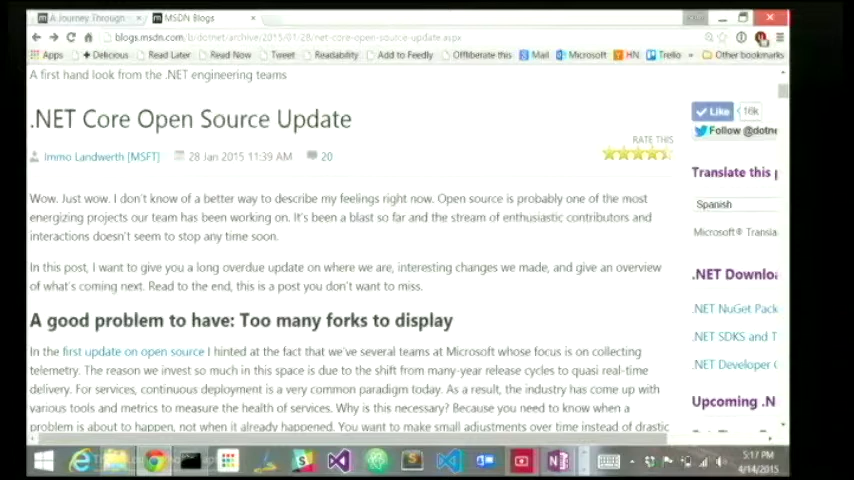 A Journey Through
MSDN Blogs
blogs.msdn.com/b/dotnet/archive/2015/01/28/net-core-open-source-update.aspx
Apps
Delicious
Read Later
Read Now
Tweet
Readability
Add to Feedly
Offliberate this
Mail
Microsoft
HN
Trello
»
Other bookmarks
A first hand look from the .NET engineering teams
.NET Core Open Source Update
Immo Landwerth [MSFT]
28 Jan 2015 11:39 AM
20
RATE THIS
Wow. Just wow. I don't know of a better way to describe my feelings right now. Open source is probably one of the most
energizing projects our team has been working on. It's been a blast so far and the stream of enthusiastic contributors and
interactions doesn't seem to stop any time soon.
In this post, I want to give you a long overdue update on where we are, interesting changes we made, and give an overview
of what's coming next. Read to the end, this is a post you don't want to miss.
A good problem to have: Too many forks to display
In the first update on open source I hinted at the fact that we've several teams at Microsoft whose focus is on collecting
telemetry. The reason we invest so much in this space is due to the shift from many-year release cycles to quasi real-time
delivery. For services, continuous deployment is a very common paradigm today. As a result, the industry has come up with
various tools and metrics to measure the health of services. Why is this necessary? Because you need to know when a
problem is about to happen, not when it already happened. You want to make small adjustments over time instead of drastic
Like
16k
Follow @dotne
Translate this p
Spanish
Microsoft® Transla
.NET Downloa
.NET NuGet Pack
.NET SDKS and T
.NET Developer C
Upcoming .N
5:17 PM
4/14/2015